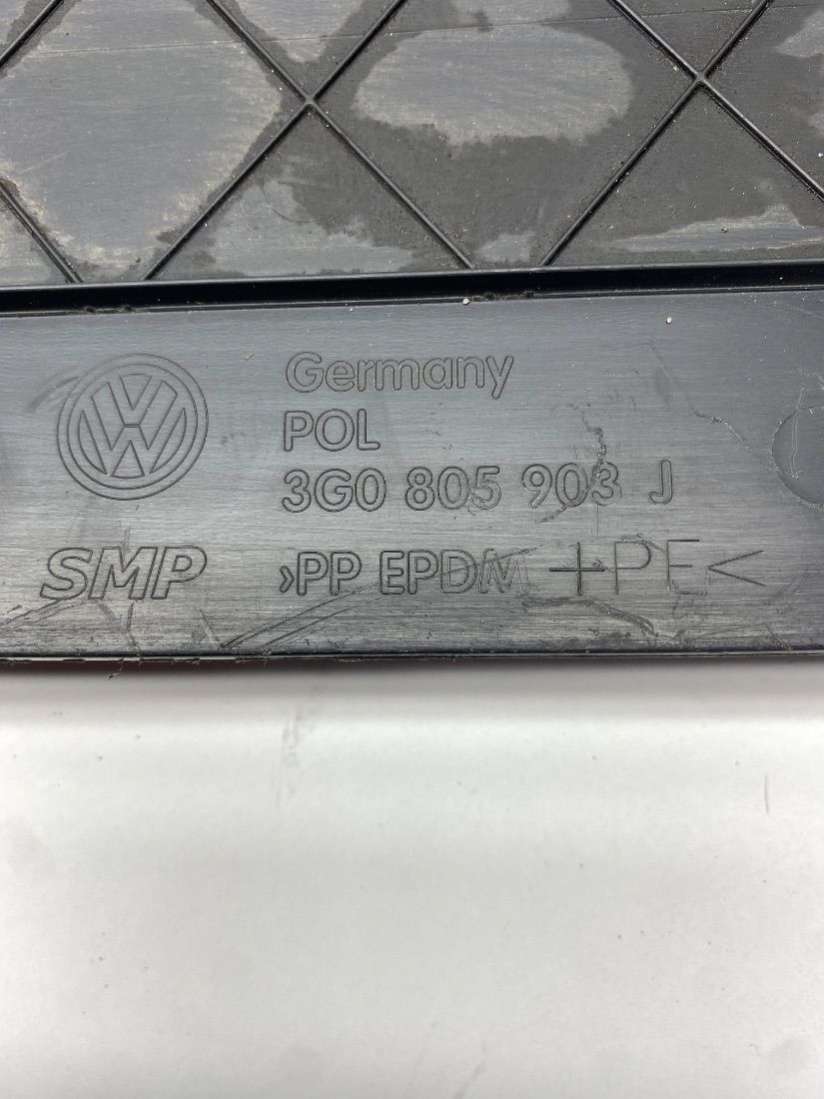 Germany
POL
3G0 805 903 J
SMP
>PP EPDM +PE<